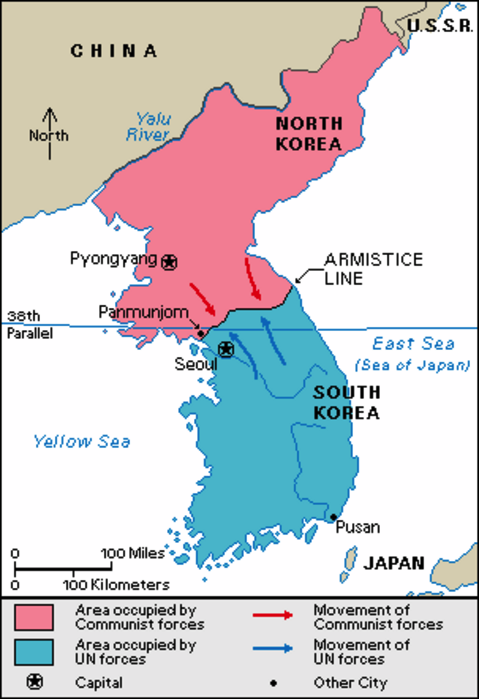 U.S.S.R.
CHINA
Yalu
River
North
NORTH
KOREA
Pyongyang
ARMISTICE
LINE
Panmunjom
38th
Parallel
East Sea
(Sea of Japan)
Seoul
SOUTH
KOREA
Yellow Sea
Pusan
0 100 Miles
0 100 Kilometers
JAPAN
Area occupied by
Communist forces
Movement of
Communist forces
Area occupied by
UN forces
Movement of
UN forces
Capital
Other City